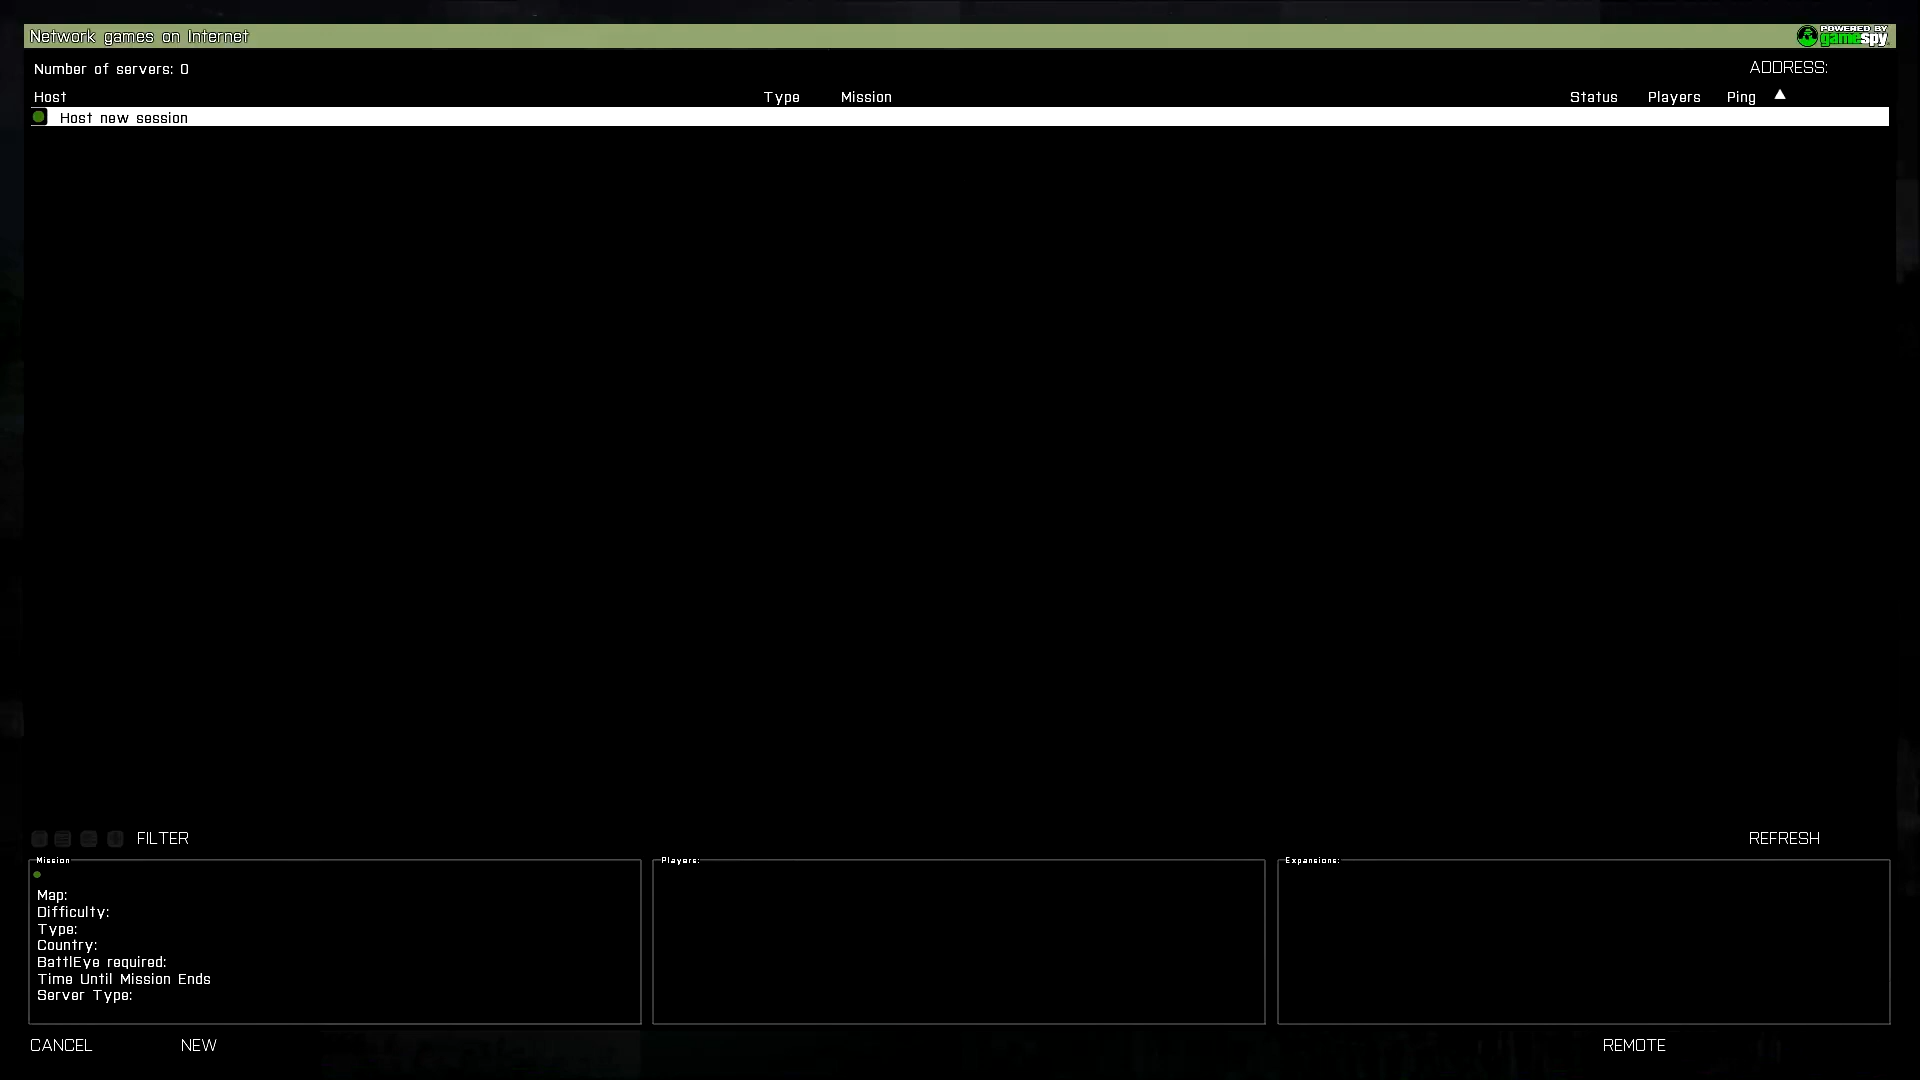 Network games on Internet
POWERED BY
gamespy
Number of servers: 0
ADDRESS:
Host Type Mission Status Players Ping
Host new session
FILTER
REFRESH
Mission
Map:
Difficulty:
Type:
Country:
BattlEye required:
Time Until Mission Ends
Server Type:
Players:
Expansions:
CANCEL
NEW
REMOTE